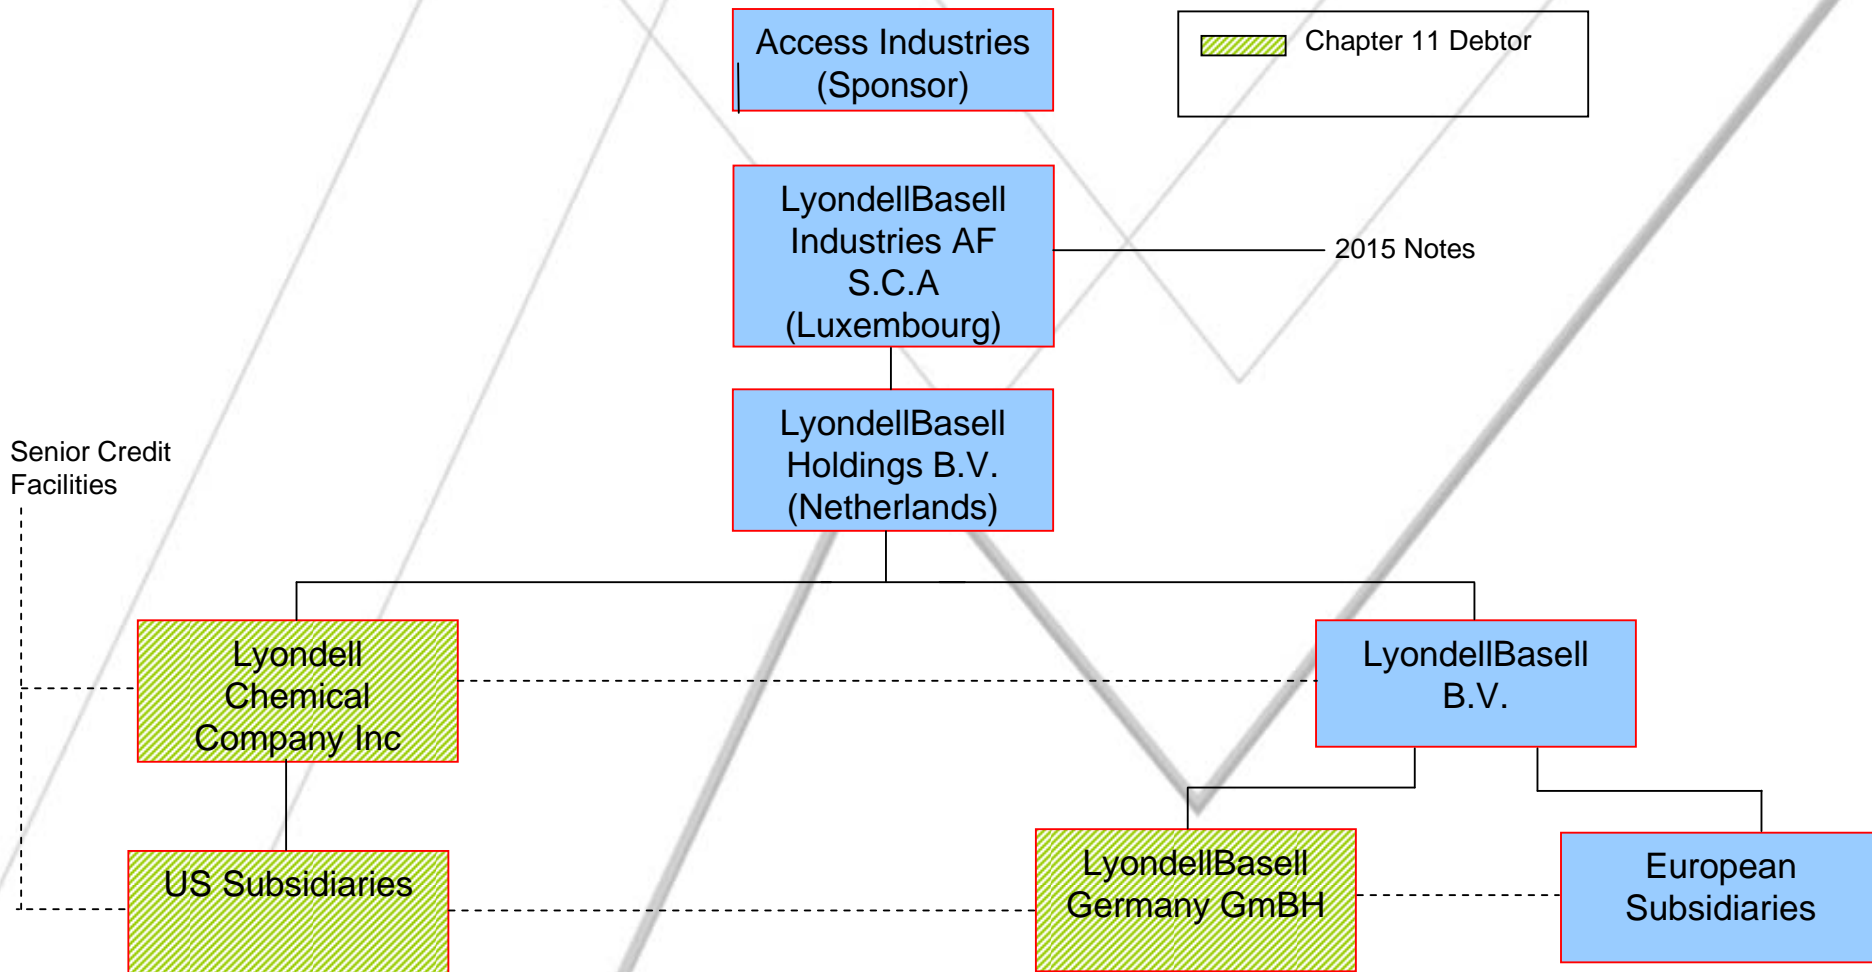 Access Industries
(Sponsor)
Chapter 11 Debtor
LyondellBasell
Industries AF
S.C.A
(Luxembourg)
2015 Notes
LyondellBasell
Holdings B.V.
(Netherlands)
Senior Credit
Facilities
Lyondell
Chemical
Company Inc
LyondellBasell
B.V.
US Subsidiaries
LyondellBasell
Germany GmBH
European
Subsidiaries